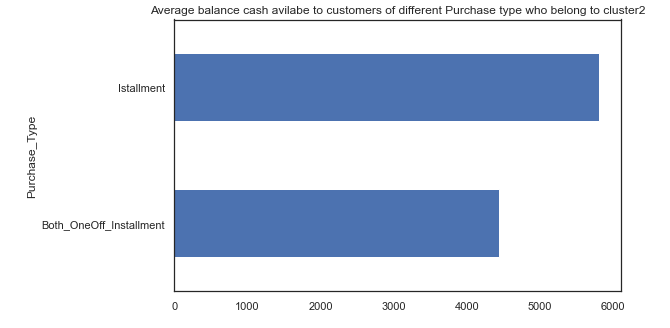 Average balance cash avilabe to customers of different Purchase type who belong to cluster2
Purchase_Type
Istallment
Both_OneOff_Installment
0 1000 2000 3000 4000 5000 6000